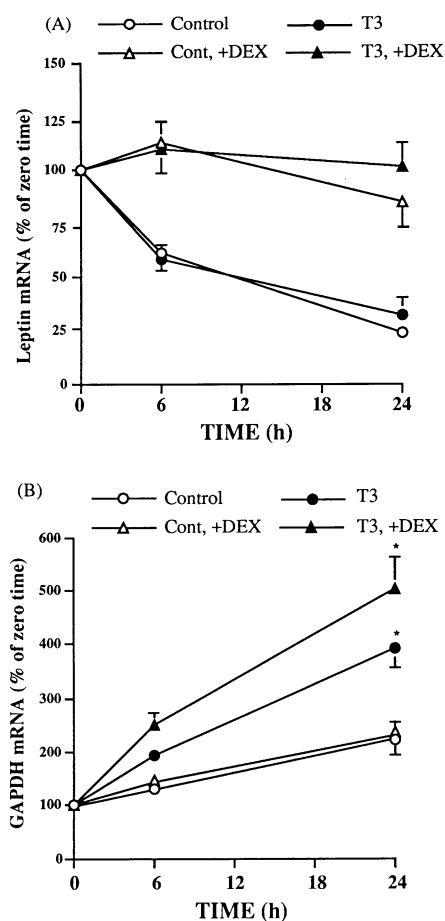 (A)
Control T3
Cont, +DEX T3, +DEX
Leptin mRNA (% of zero time)
150
125
100
75
50
25
0
0 6 12 18 24
TIME (h)
(B)
Control T3
Cont, +DEX T3, +DEX
GAPDH mRNA (% of zero time)
600
500
400
300
200
100
0
*
*
0 6 12 18 24
TIME (h)